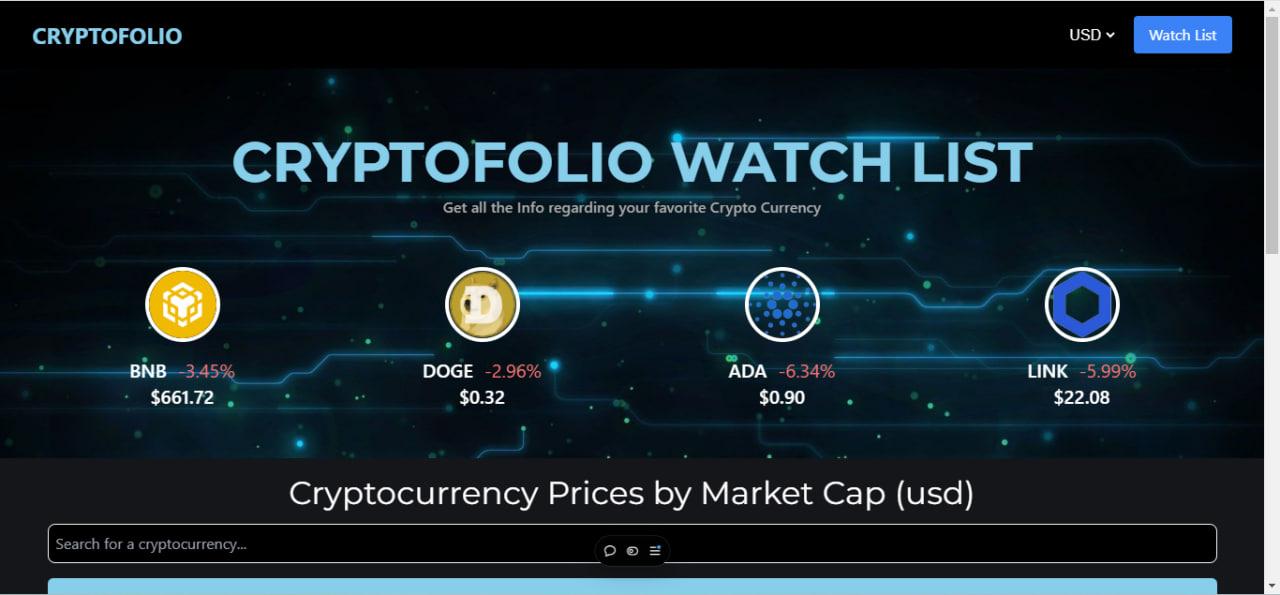 CRYPTOFOLIO
USD
Watch List
CRYPTOFOLIO WATCH LIST
Get all the Info regarding your favorite Crypto Currency
BNB -3.45%
$661.72
DOGE -2.96%
$0.32
ADA -6.34%
$0.90
LINK -5.99%
$22.08
Cryptocurrency Prices by Market Cap (usd)
Search for a cryptocurrency...